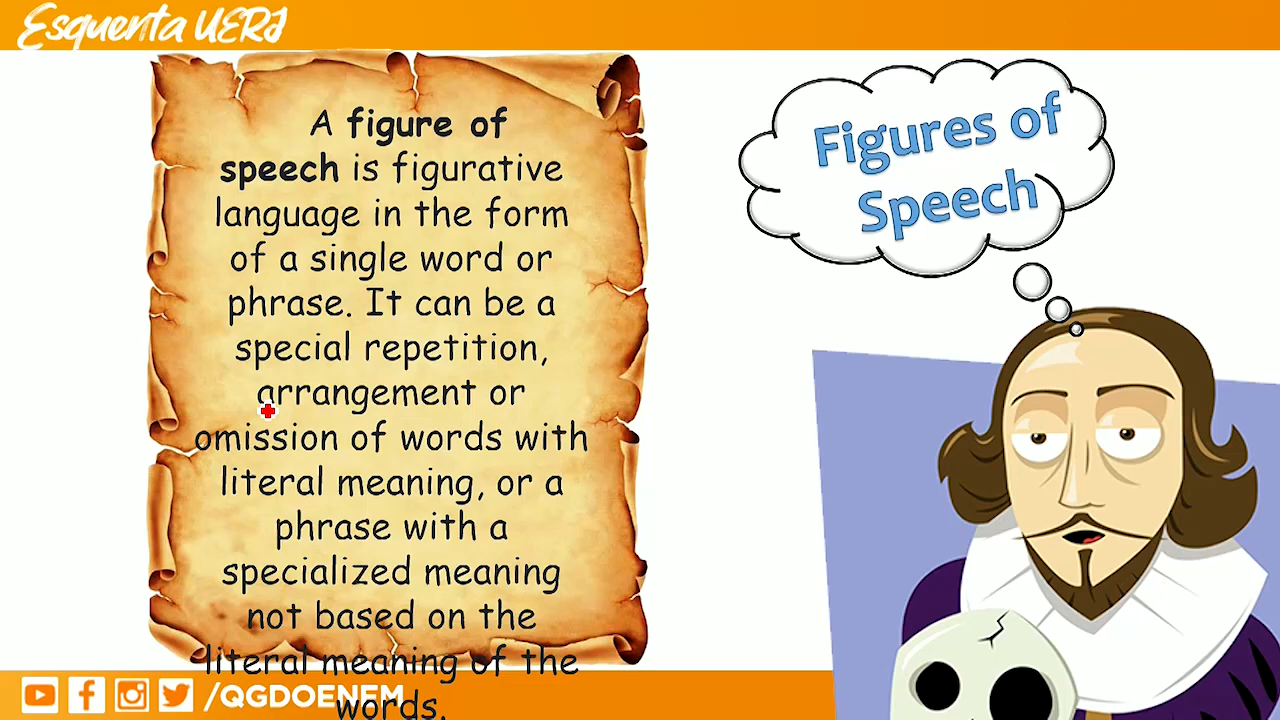 Esquenta UERJ
A figure of
speech is figurative
language in the form
of a single word or
phrase. It can be a
special repetition,
arrangement or
omission of words with
literal meaning, or a
phrase with a
specialized meaning
not based on the
literal meaning of the
words.
Figures of
Speech
/QGDOENEM